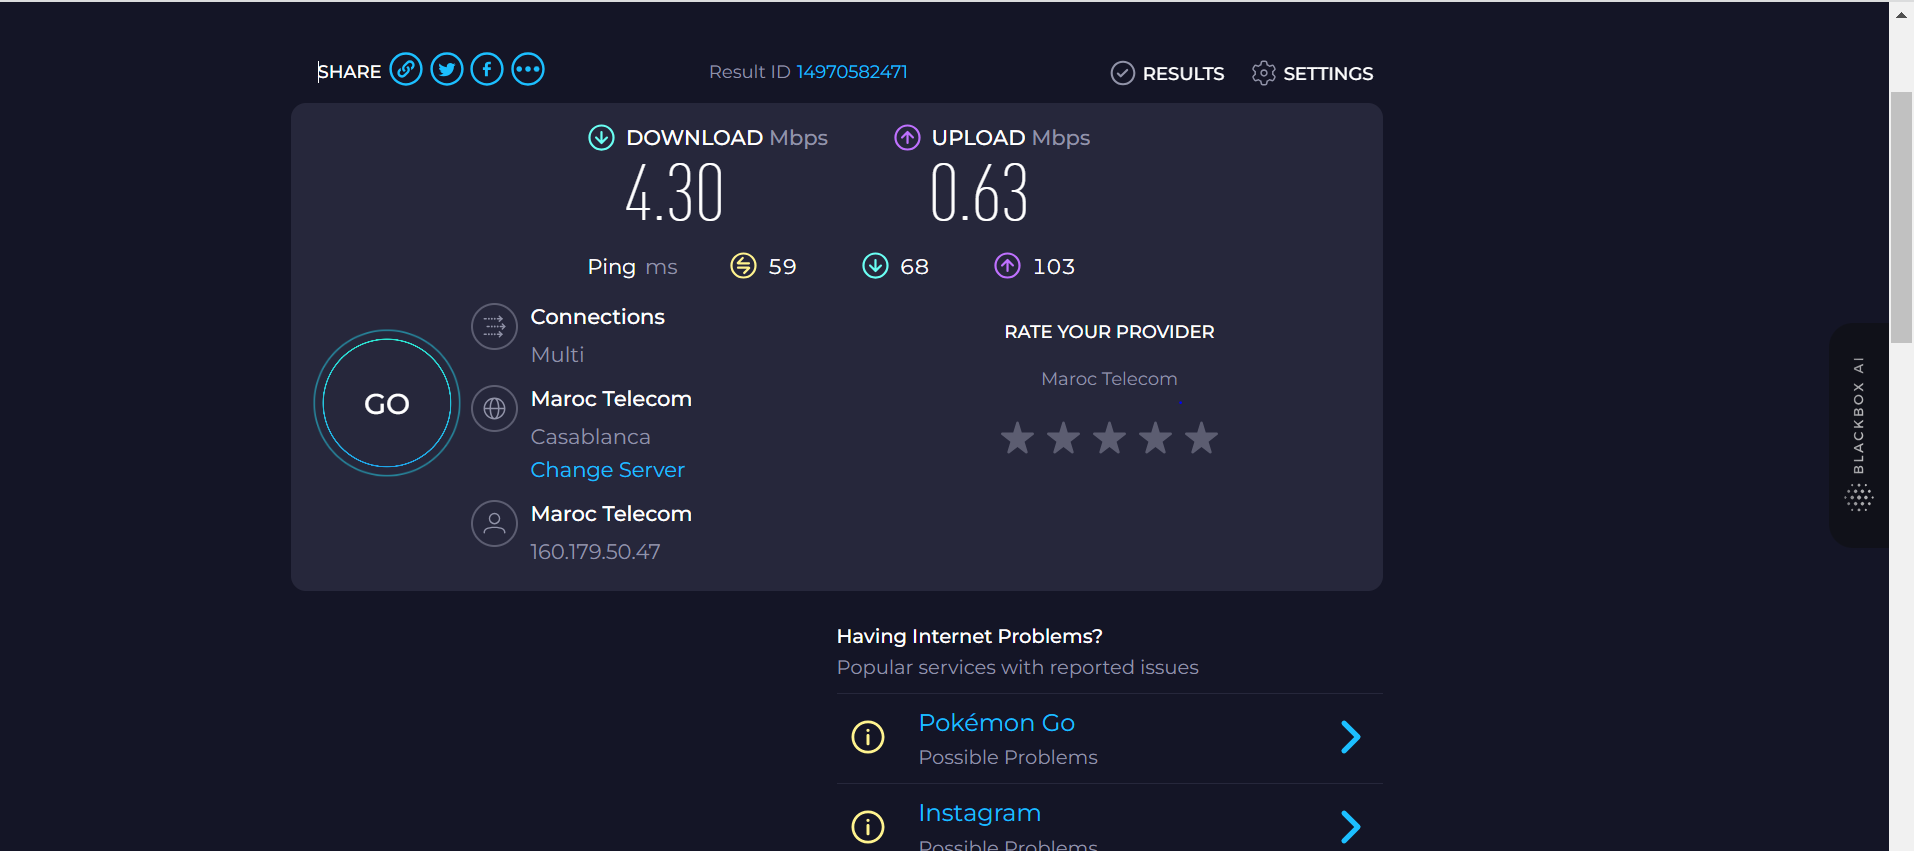 SHARE
Result ID 14970582471
RESULTS
SETTINGS
DOWNLOAD Mbps
4.30
UPLOAD Mbps
0.63
Ping ms 59 68 103
GO
Connections
Multi
Maroc Telecom
Casablanca
Change Server
Maroc Telecom
160.179.50.47
RATE YOUR PROVIDER
Maroc Telecom
Having Internet Problems?
Popular services with reported issues
Pokémon Go
Possible Problems
Instagram
Possible Problems
BLACKBOX AI